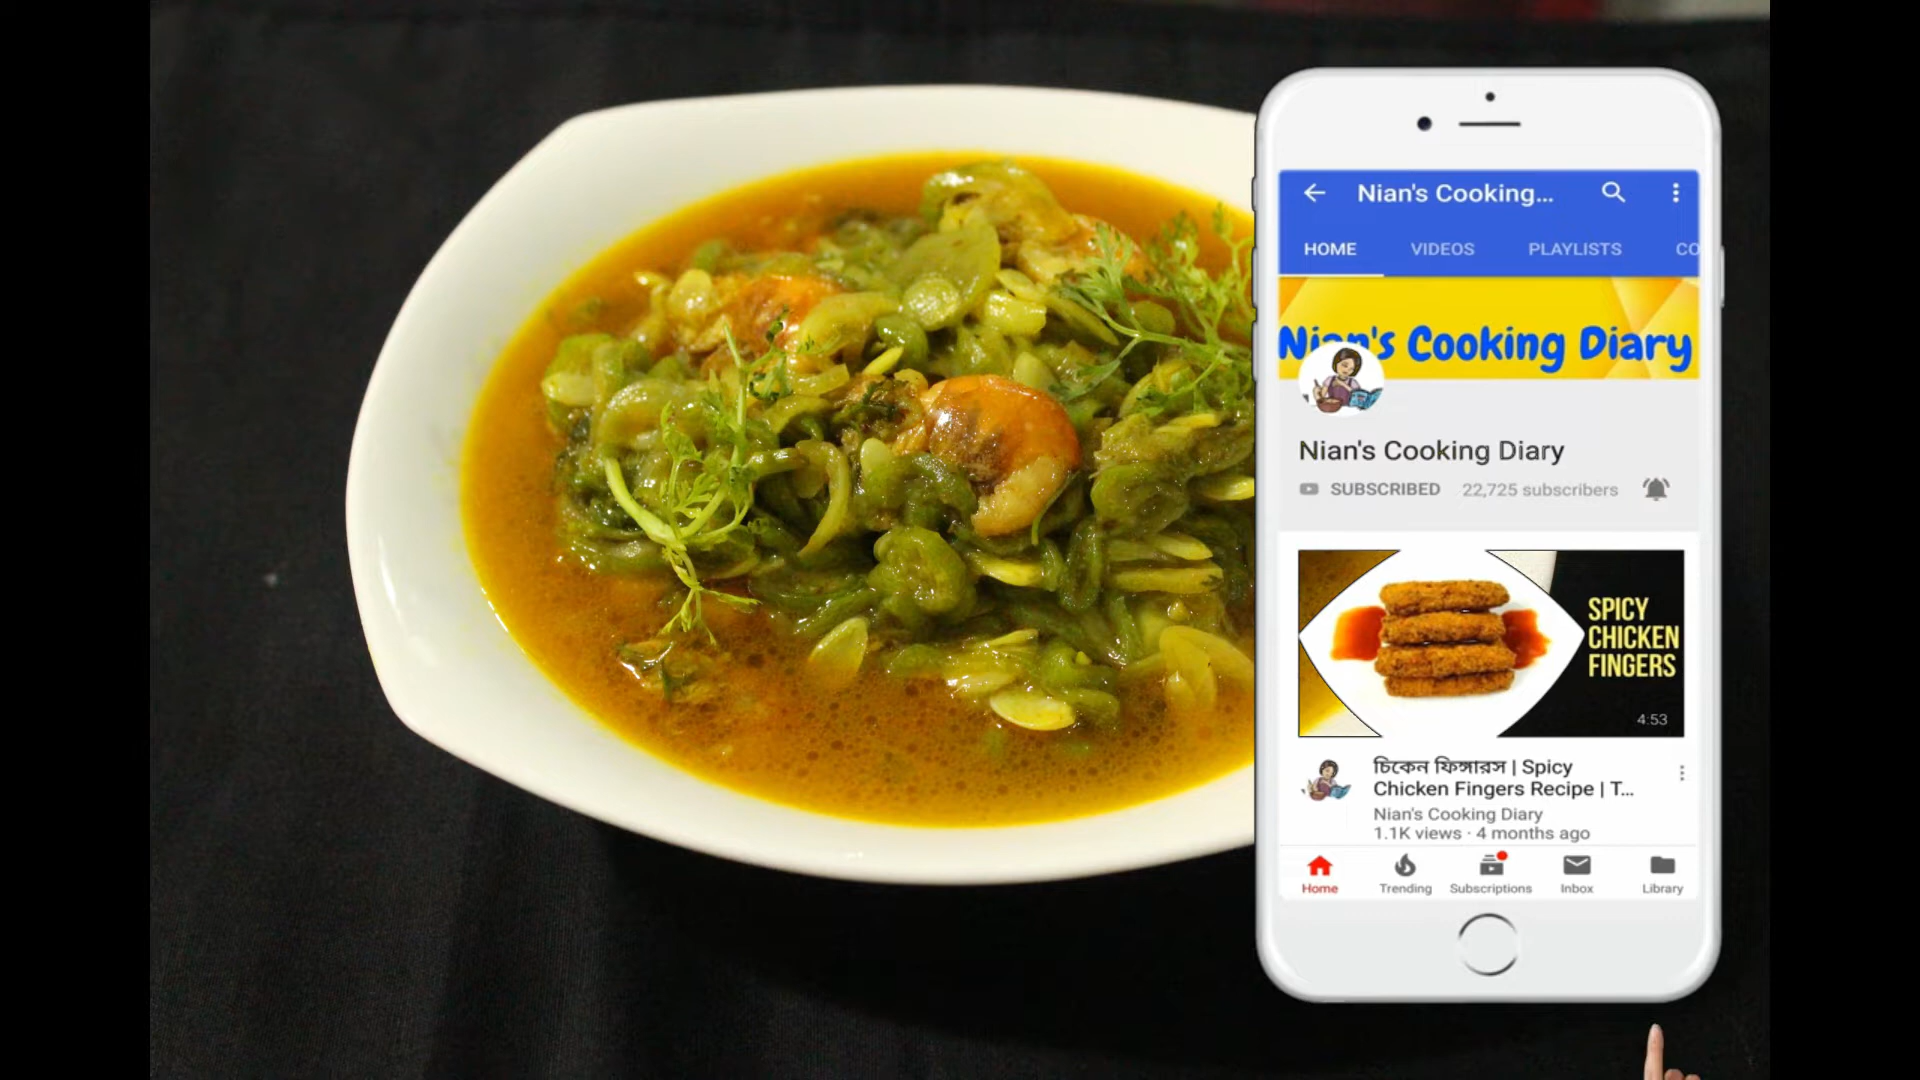 Nian's Cooking...
HOME VIDEOS PLAYLISTS CO
Nian's Cooking Diary
Nian's Cooking Diary
SUBSCRIBED 22,725 subscribers
SPICY
CHICKEN
FINGERS
4:53
চিকেন ফিঙ্গারস | Spicy
Chicken Fingers Recipe | T...
Nian's Cooking Diary
1.1K views · 4 months ago
Home Trending Subscriptions Inbox Library